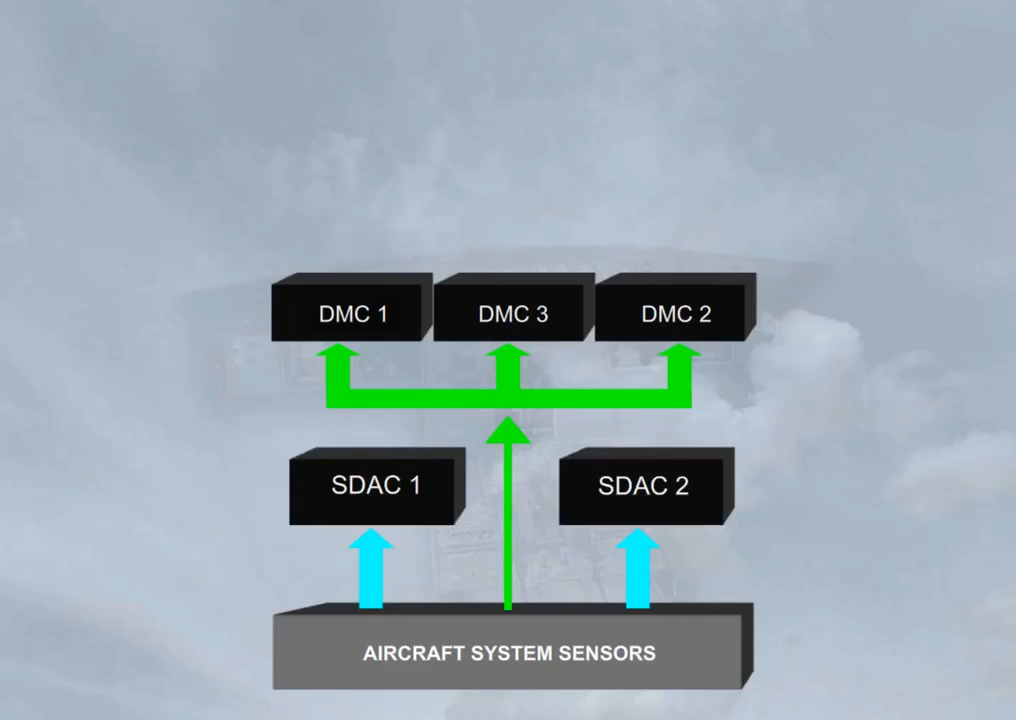 DMC 1
DMC 3
DMC 2
SDAC 1
SDAC 2
AIRCRAFT SYSTEM SENSORS